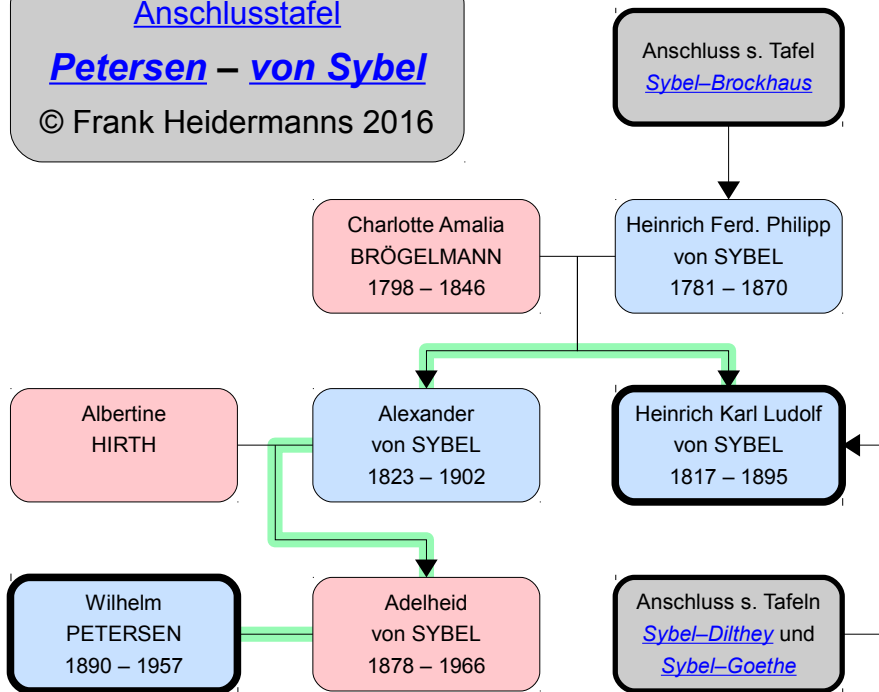 Anschlusstafel
Petersen – von Sybel
© Frank Heidermanns 2016
Anschluss s. Tafel
Sybel–Brockhaus
Charlotte Amalia
BRÖGELMANN
1798 – 1846
Heinrich Ferd. Philipp
von SYBEL
1781 – 1870
Albertine
HIRTH
Alexander
von SYBEL
1823 – 1902
Heinrich Karl Ludolf
von SYBEL
1817 – 1895
Wilhelm
PETERSEN
1890 – 1957
Adelheid
von SYBEL
1878 – 1966
Anschluss s. Tafeln
Sybel–Dilthey und
Sybel–Goethe